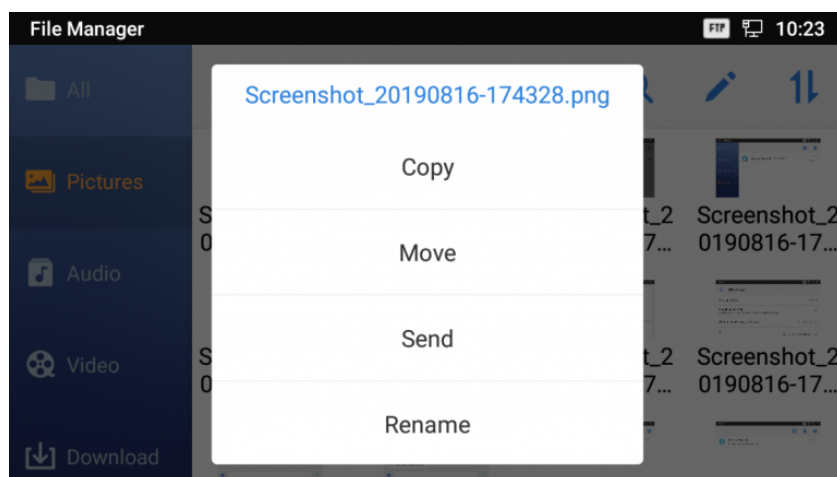 File Manager
FTP
10:23
All
Screenshot_20190816-174328.png
Copy
Pictures
Screenshot_2
0190816-17...
Move
Audio
Send
Video
Screenshot_2
0190816-17...
Rename
Download